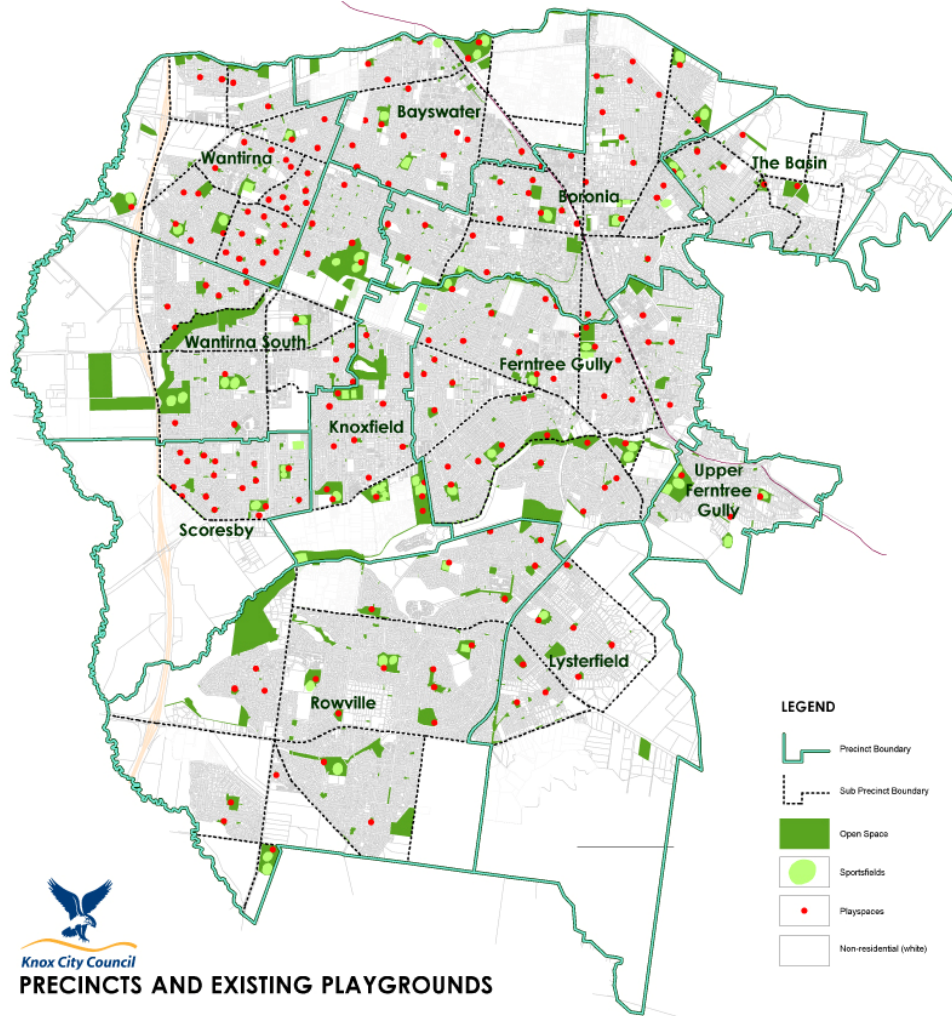 Bayswater
Wantirna
The Basin
Boronia
Wantirna South
Ferntree Gully
Knoxfield
Upper
Ferntree
Gully
Scoresby
Lysterfield
Rowville
LEGEND
Precinct Boundary
Sub Precinct Boundary
Open Space
Sportsfields
Playspaces
Non-residential (white)
Knox City Council
PRECINCTS AND EXISTING PLAYGROUNDS